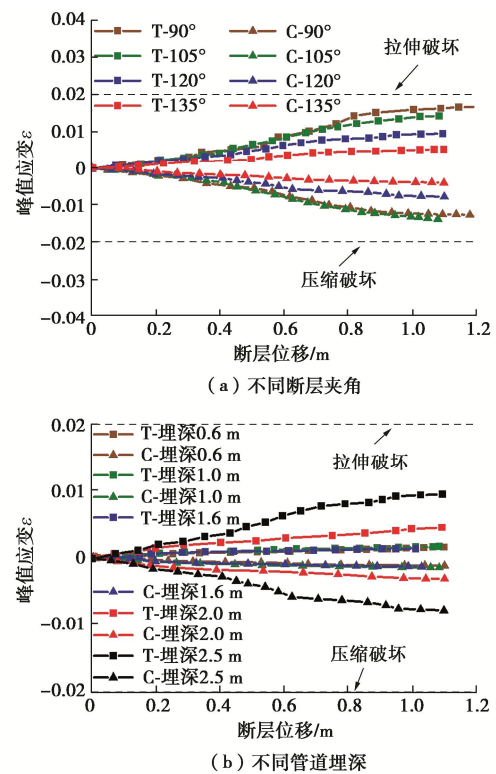 0.04
0.03
0.02
0.01
0
−0.01
−0.02
−0.03
−0.04
峰值应变ε
T-90° C-90°
T-105° C-105°
T-120° C-120°
T-135° C-135°
拉伸破坏
压缩破坏
0 0.2 0.4 0.6 0.8 1.0 1.2
断层位移/m
(a)不同断层夹角
0.02
0.01
0
−0.01
−0.02
峰值应变ε
T-埋深0.6 m
C-埋深0.6 m
T-埋深1.0 m
C-埋深1.0 m
T-埋深1.6 m
拉伸破坏
C-埋深1.6 m
T-埋深2.0 m
C-埋深2.0 m
T-埋深2.5 m
C-埋深2.5 m
压缩破坏
0 0.2 0.4 0.6 0.8 1.0 1.2
断层位移/m
(b)不同管道埋深